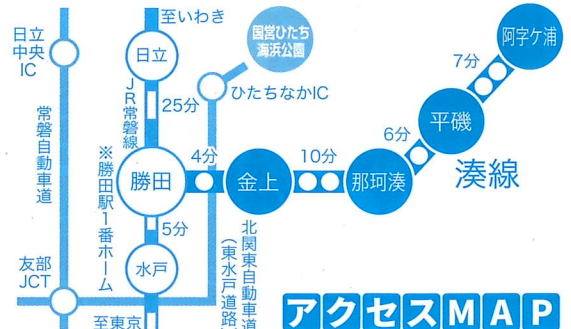 至いわき
日立
中央
IC
日立
国営ひたち
海浜公園
阿字ケ浦
7分
JR常磐線
25分
ひたちなかIC
常磐自動車道
平磯
6分
※勝田駅1番ホーム
勝田
4分
金上
10分
那珂湊
湊線
5分
北関東自動車道
(東水戸道路
友部
JCT
水戸
至東京
アクセスMAP